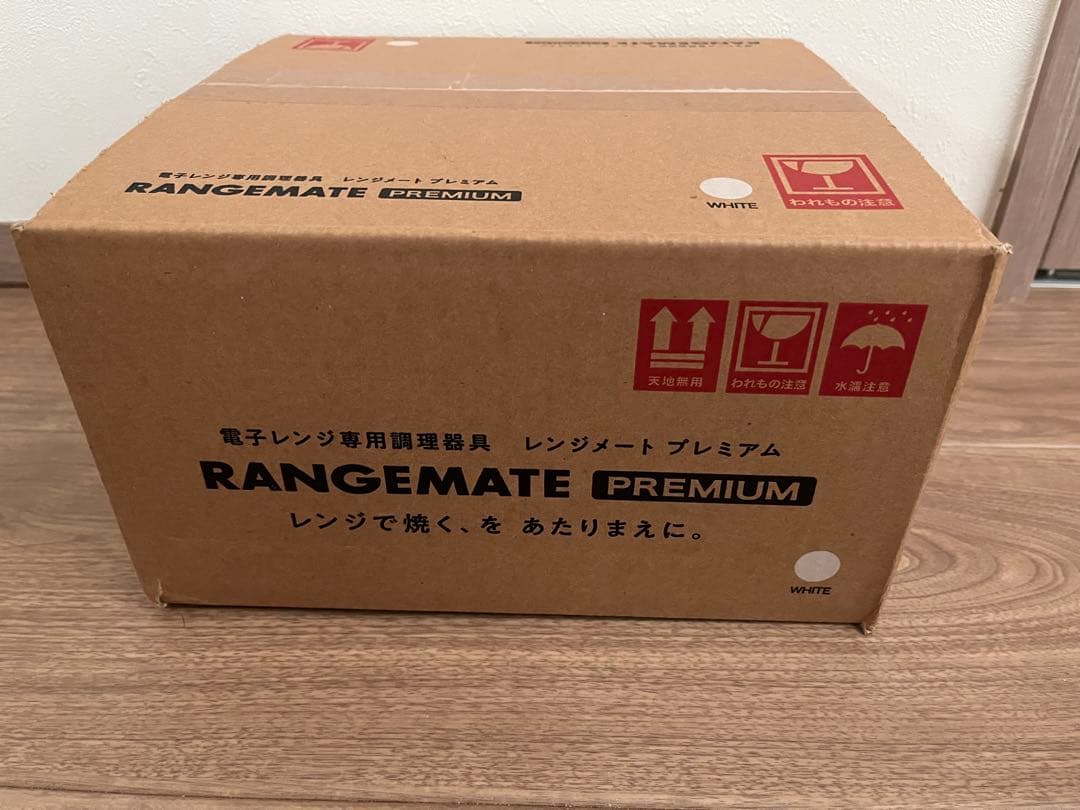 RANGEMATE
電子レンジ専用調理器具 レンジメート プレミアム
RANGEMATE PREMIUM
WHITE
われもの注意
天地無用
われもの注意
水濡注意
電子レンジ専用調理器具 レンジメート プレミアム
RANGEMATE PREMIUM
レンジで焼く、を あたりまえに。
WHITE